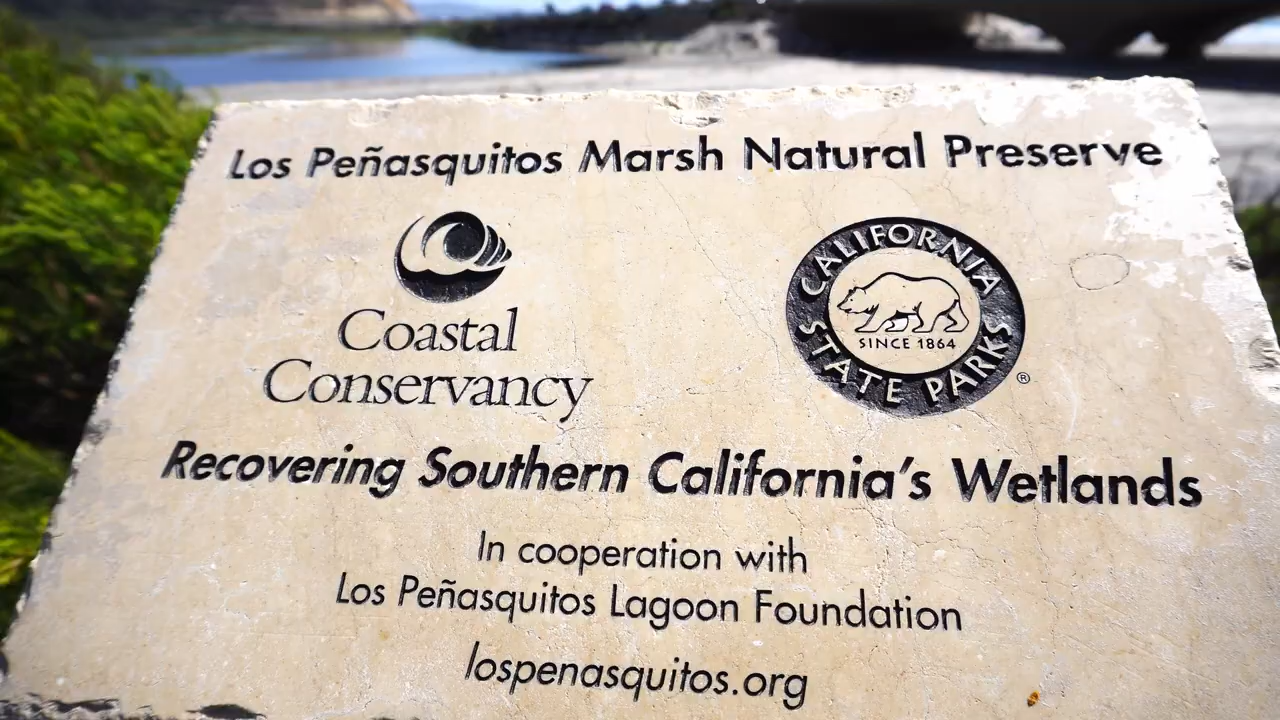 Los Peñasquitos Marsh Natural Preserve
Coastal
Conservancy
CALIFORNIA
STATE PARKS
SINCE 1864
®
Recovering Southern California's Wetlands
In cooperation with
Los Peñasquitos Lagoon Foundation
lospenasquitos.org